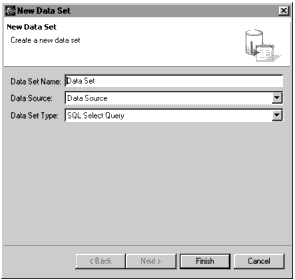 New Data Set
New Data Set
Create a new data set
Data Set Name: Data Set
Data Source: Data Source
Data Set Type: SQL Select Query
< Back Next > Finish Cancel